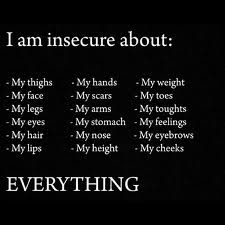 I am insecure about:
- My thighs - My hands - My weight
- My face - My scars - My toes
- My legs - My arms - My toughts
- My eyes - My stomach - My feelings
- My hair - My nose - My eyebrows
- My lips - My height - My cheeks
EVERYTHING